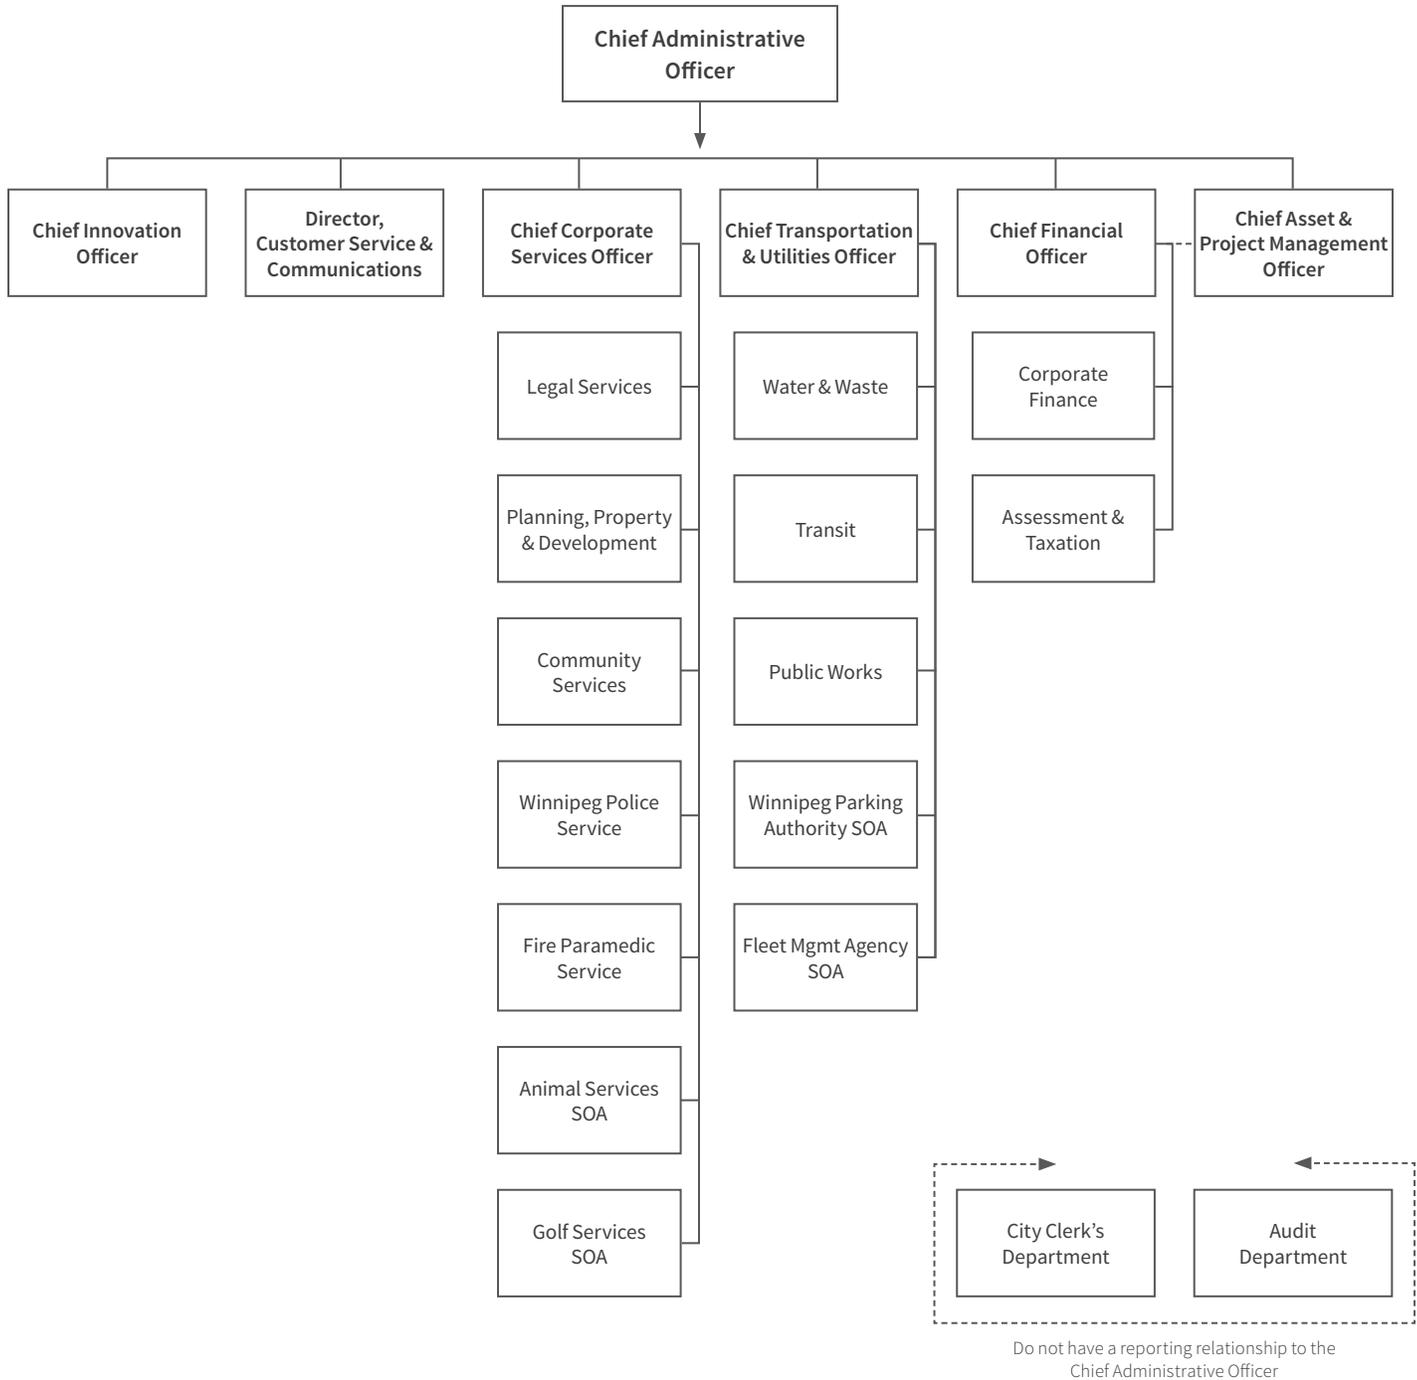 Chief Administrative
Officer
Chief Innovation
Officer
Director,
Customer Service &
Communications
Chief Corporate
Services Officer
Chief Transportation
& Utilities Officer
Chief Financial
Officer
Chief Asset &
Project Management
Officer
Legal Services
Planning, Property
& Development
Community
Services
Winnipeg Police
Service
Fire Paramedic
Service
Animal Services
SOA
Golf Services
SOA
Water & Waste
Transit
Public Works
Winnipeg Parking
Authority SOA
Fleet Mgmt Agency
SOA
Corporate
Finance
Assessment &
Taxation
City Clerk’s
Department
Audit
Department
Do not have a reporting relationship to the
Chief Administrative Officer